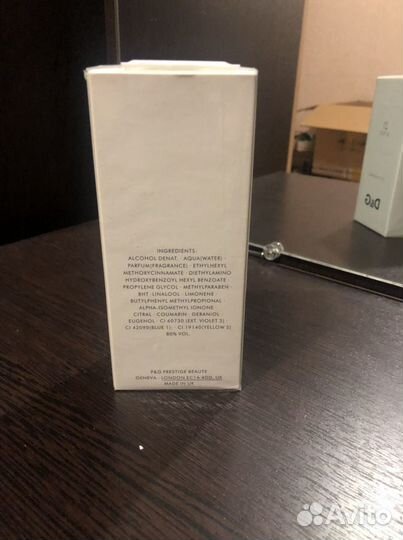 INGREDIENTS:
ALCOHOL DENAT. · AQUA(WATER) ·
PARFUM(FRAGRANCE) · ETHYLHEXYL
METHOXYCINNAMATE · DIETHYLAMINO
HYDROXYBENZOYL HEXYL BENZOATE
PROPYLENE GLYCOL · METHYLPARABEN·
BHT · LINALOOL · LIMONENE
BUTYLPHENYL METHYLPROPIONAL ·
ALPHA-ISOMETHYL IONONE ·
CITRAL · COUMARIN · GERANIOL
EUGENOL · CI 60730 (EXT. VIOLET 2) ·
CI 42090(BLUE 1); · CI 19140(YELLOW 5)
80% VOL.
P&G PRESTIGE BEAUTE
GENEVA · LONDON EC1A 4DD, UK
MADE IN UK
D&G
Avito